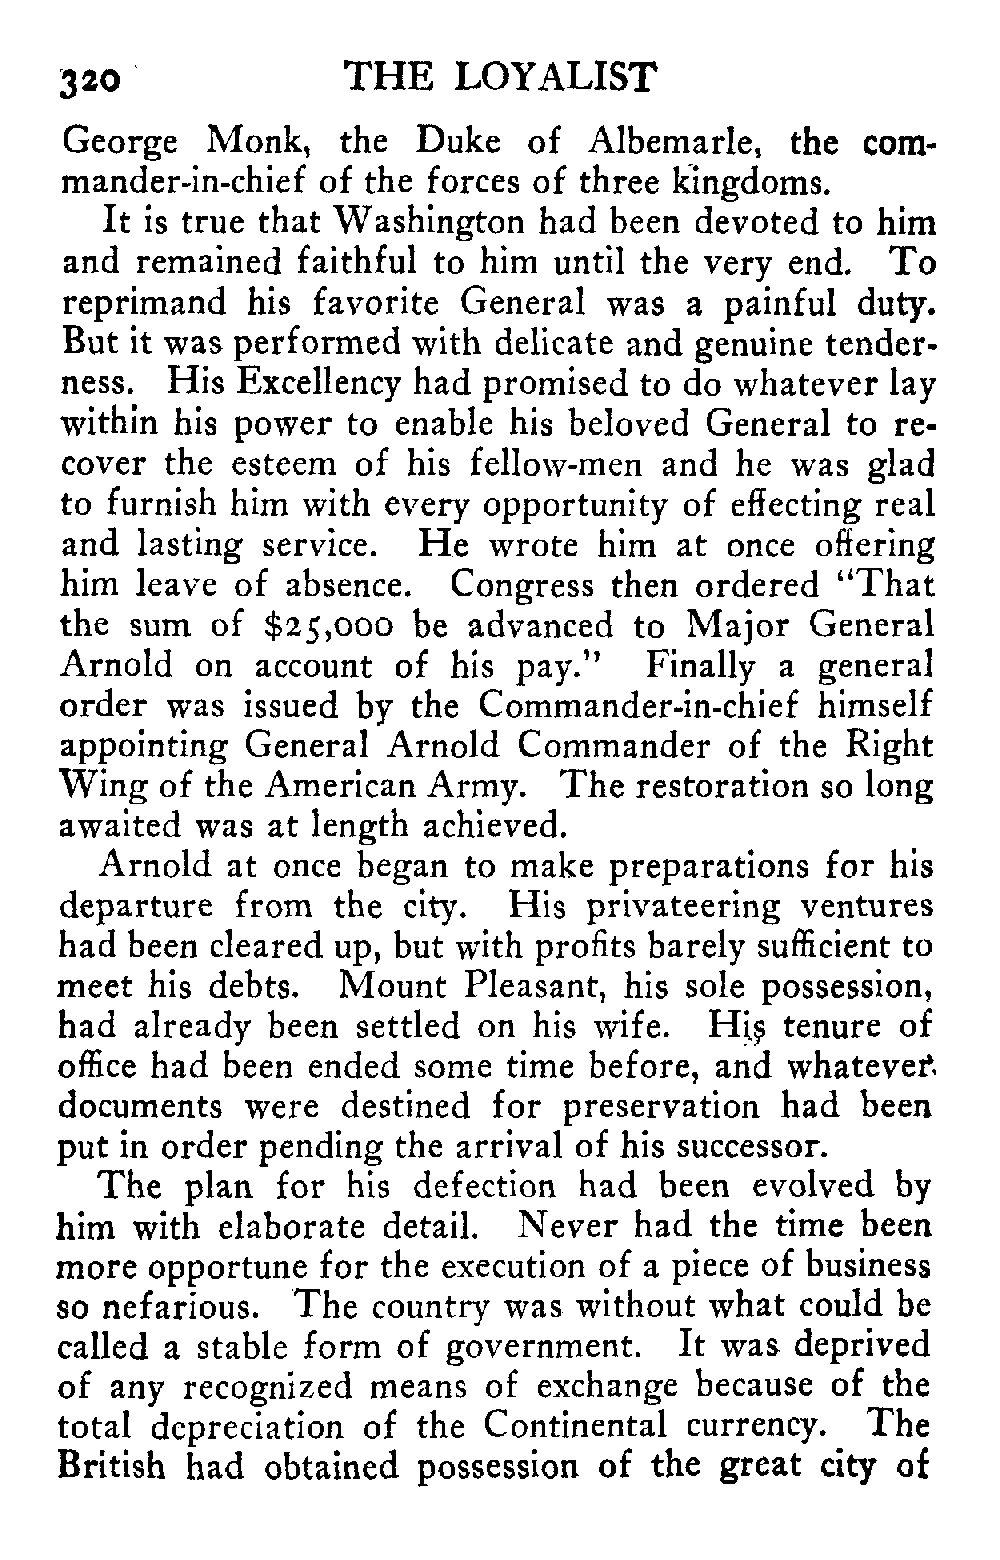 320 THE LOYALIST
George Monk, the Duke of Albemarle, the com-
mander-in-chief of the forces of three kingdoms.
It is true that Washington had been devoted to him
and remained faithful to him until the very end. To
reprimand his favorite General was a painful duty.
But it was performed with delicate and genuine tender-
ness. His Excellency had promised to do whatever lay
within his power to enable his beloved General to re-
cover the esteem of his fellow-men and he was glad
to furnish him with every opportunity of effecting real
and lasting service. He wrote him at once offering
him leave of absence. Congress then ordered "That
the sum of $25,000 be advanced to Major General
Arnold on account of his pay." Finally a general
order was issued by the Commander-in-chief himself
appointing General Arnold Commander of the Right
Wing of the American Army. The restoration so long
awaited was at length achieved.
Arnold at once began to make preparations for his
departure from the city. His privateering ventures
had been cleared up, but with profits barely sufficient to
meet his debts. Mount Pleasant, his sole possession,
had already been settled on his wife. His tenure of
office had been ended some time before, and whatever
documents were destined for preservation had been
put in order pending the arrival of his successor.
The plan for his defection had been evolved by
him with elaborate detail. Never had the time been
more opportune for the execution of a piece of business
so nefarious. The country was without what could be
called a stable form of government. It was deprived
of any recognized means of exchange because of the
total depreciation of the Continental currency. The
British had obtained possession of the great city of